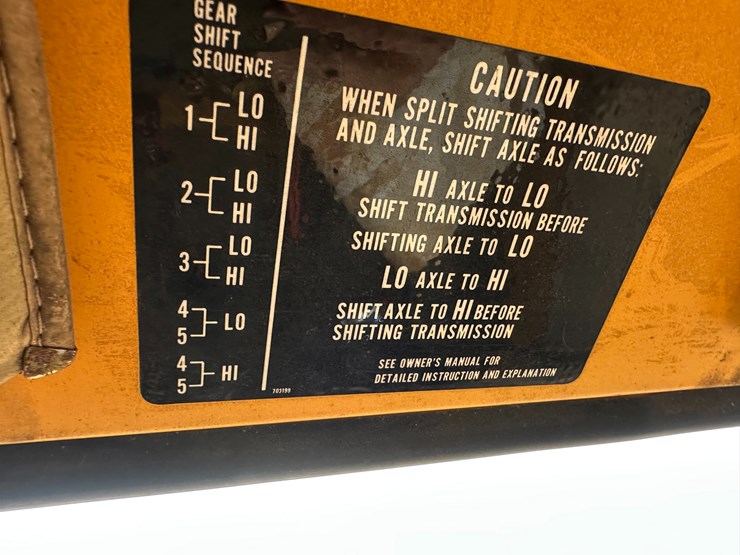 GEAR
SHIFT
SEQUENCE
1 LO
HI
2 LO
HI
3 LO
HI
4
5 LO
4
5 HI
CAUTION
WHEN SPLIT SHIFTING TRANSMISSION
AND AXLE, SHIFT AXLE AS FOLLOWS:
HI AXLE TO LO
SHIFT TRANSMISSION BEFORE
SHIFTING AXLE TO LO
LO AXLE TO HI
SHIFT AXLE TO HI BEFORE
SHIFTING TRANSMISSION
SEE OWNER'S MANUAL FOR
DETAILED INSTRUCTION AND EXPLANATION
703199